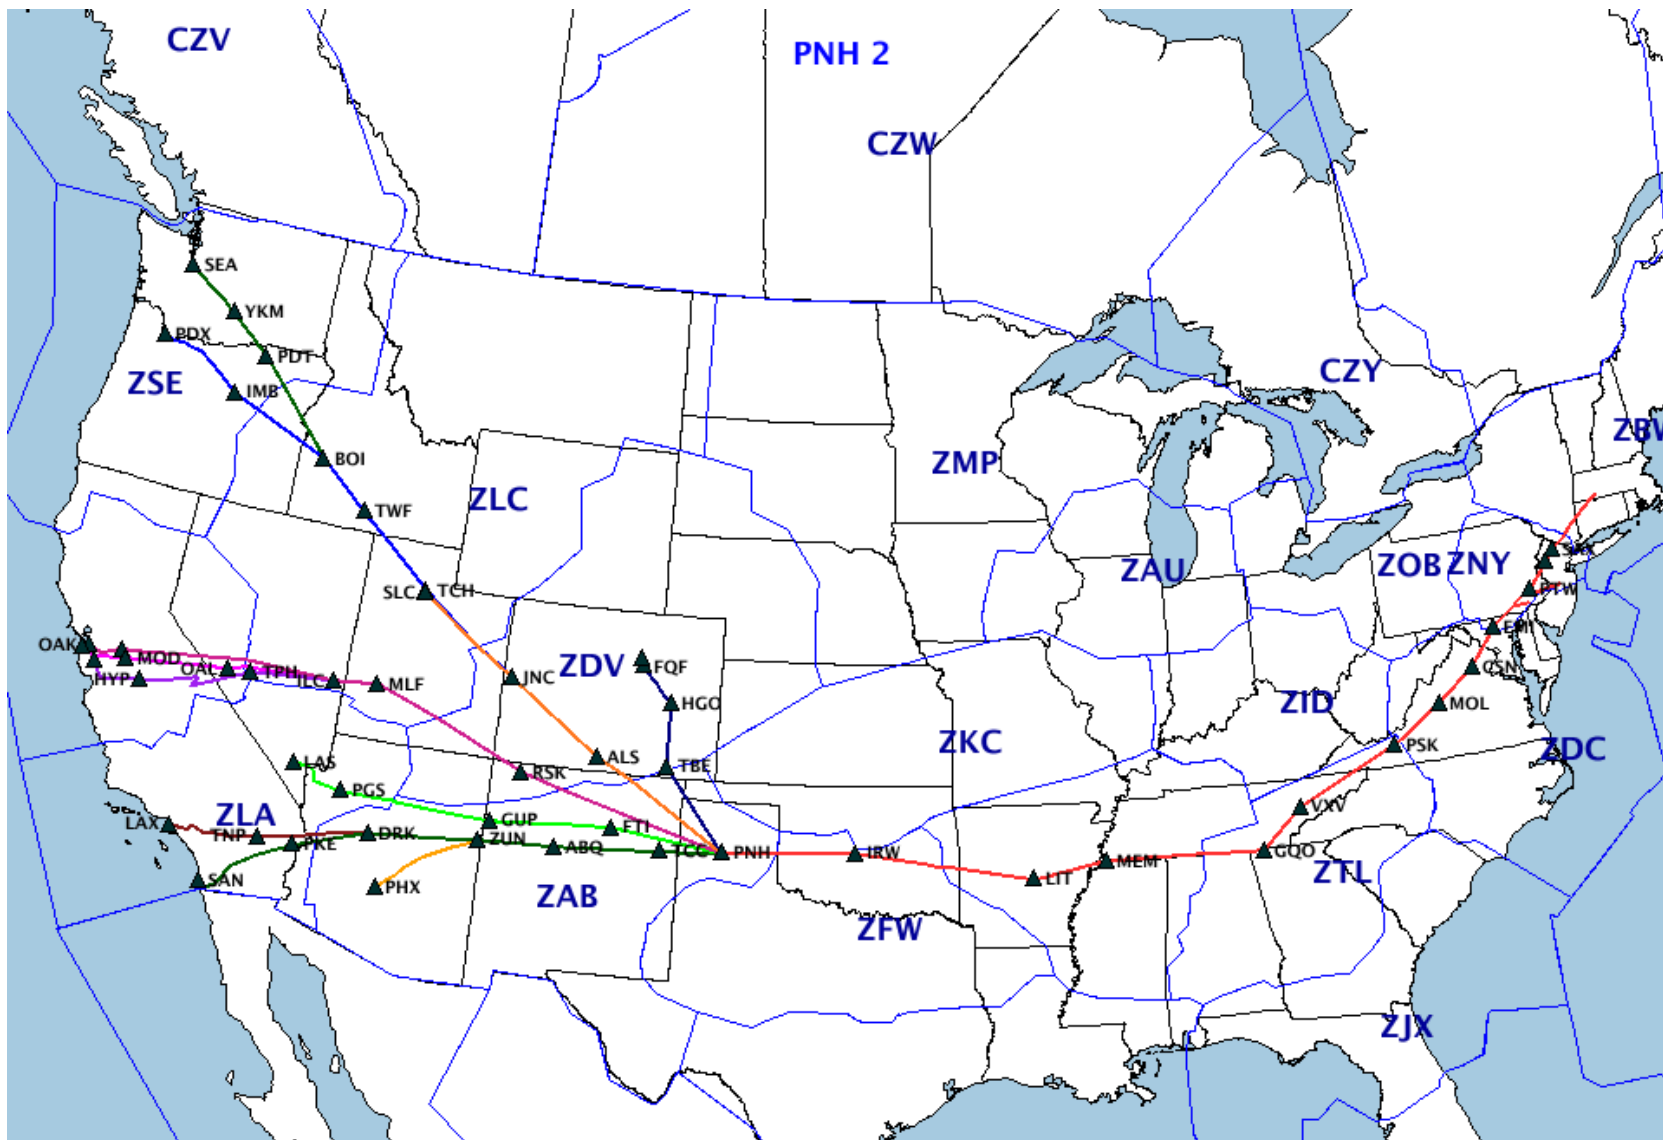 CZV
PNH 2
CZW
SEA
YKM
PDX
PDT
CZY
ZSE
IMB
ZBW
BOI
ZMP
ZLC
TWF
ZAU
ZOB
ZNY
SAX
SLC
TCH
PTW
EMI
OAK
MOD
OAL
TPH
ILC
HYP
MLF
JNC
ZDV
FQF
HGO
CSN
MOL
ZID
ZKC
PSK
ZDC
LAS
RSK
ALS
TBE
PGS
VXV
ZLA
LAX
TNP
PKE
DRK
GUP
ZUN
FTI
ABQ
TCC
PNH
IRW
LIT
MEM
GQO
ZTL
SAN
PHX
ZAB
ZFW
ZJX